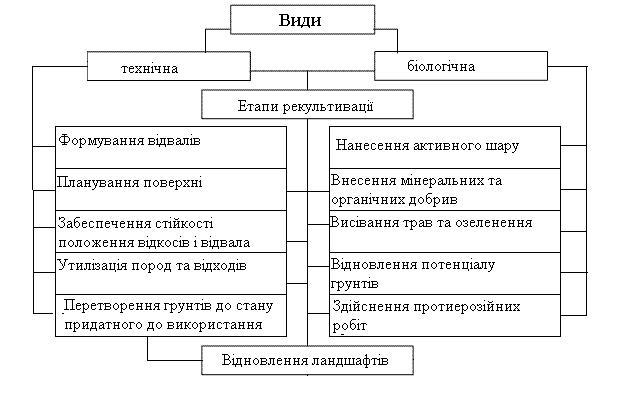 Види
технічна
біологічна
Етапи рекультивації
Формування відвалів
Планування поверхні
Забеспечення стійкості
положення відкосів і відвала
Утилізація пород та відходів
Перетворення грунтів до стану
придатного до використання
Нанесення активного шару
Внесення мінеральних та
органічних добрив
Висівання трав та озеленення
Відновлення потенціалу
грунтів
Здійснення протиерозійних
робіт
Відновлення ландшафтів